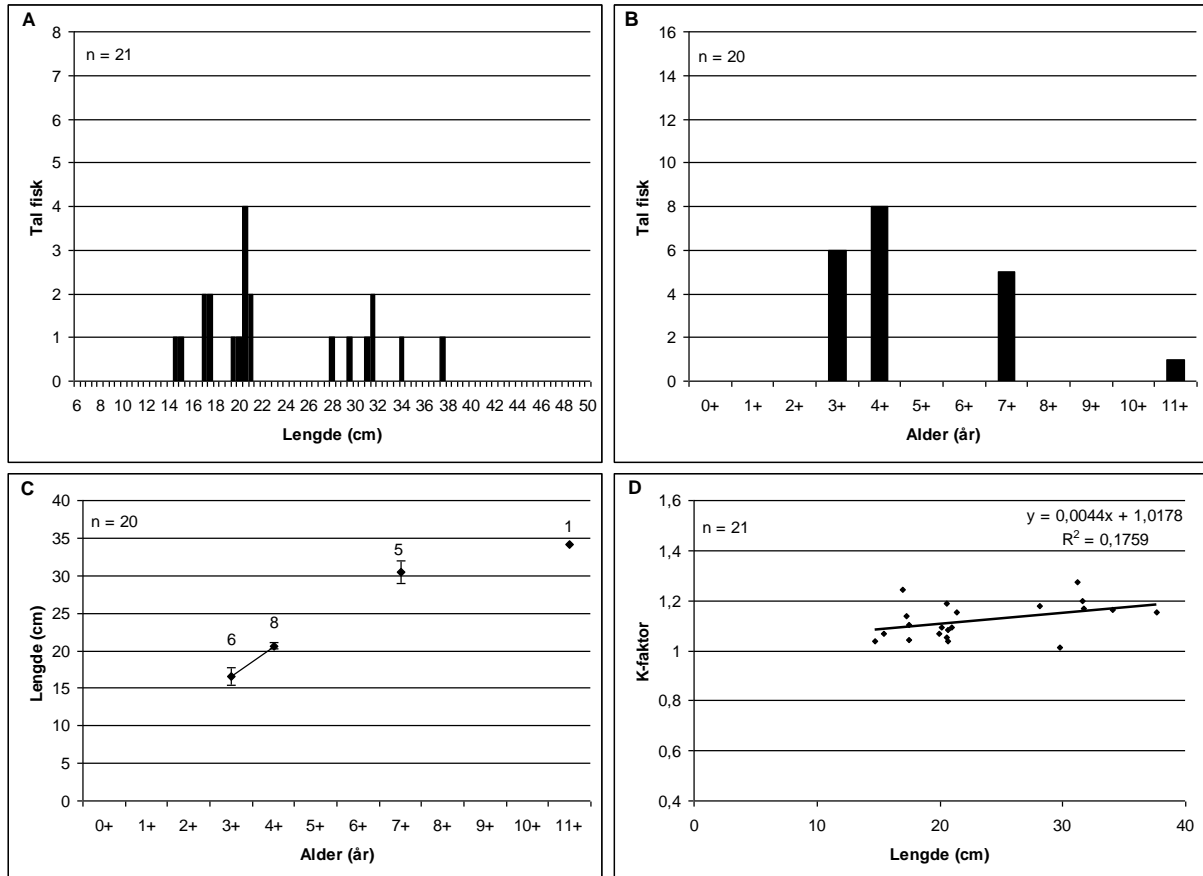 A
n = 21
Tal fisk
8
7
6
5
4
3
2
1
0
6 8 10 12 14 16 18 20 22 24 26 28 30 32 34 36 38 40 42 44 46 48 50
Lengde (cm)
B
n = 20
Tal fisk
16
14
12
10
8
6
4
2
0
0+ 1+ 2+ 3+ 4+ 5+ 6+ 7+ 8+ 9+ 10+ 11+
Alder (år)
C
n = 20
Lengde (cm)
40
35
30
25
20
15
10
5
0
6
8
5
1
0+ 1+ 2+ 3+ 4+ 5+ 6+ 7+ 8+ 9+ 10+ 11+
Alder (år)
D
n = 21
y = 0,0044x + 1,0178
R² = 0,1759
K-faktor
1,6
1,4
1,2
1
0,8
0,6
0,4
0 10 20 30 40
Lengde (cm)